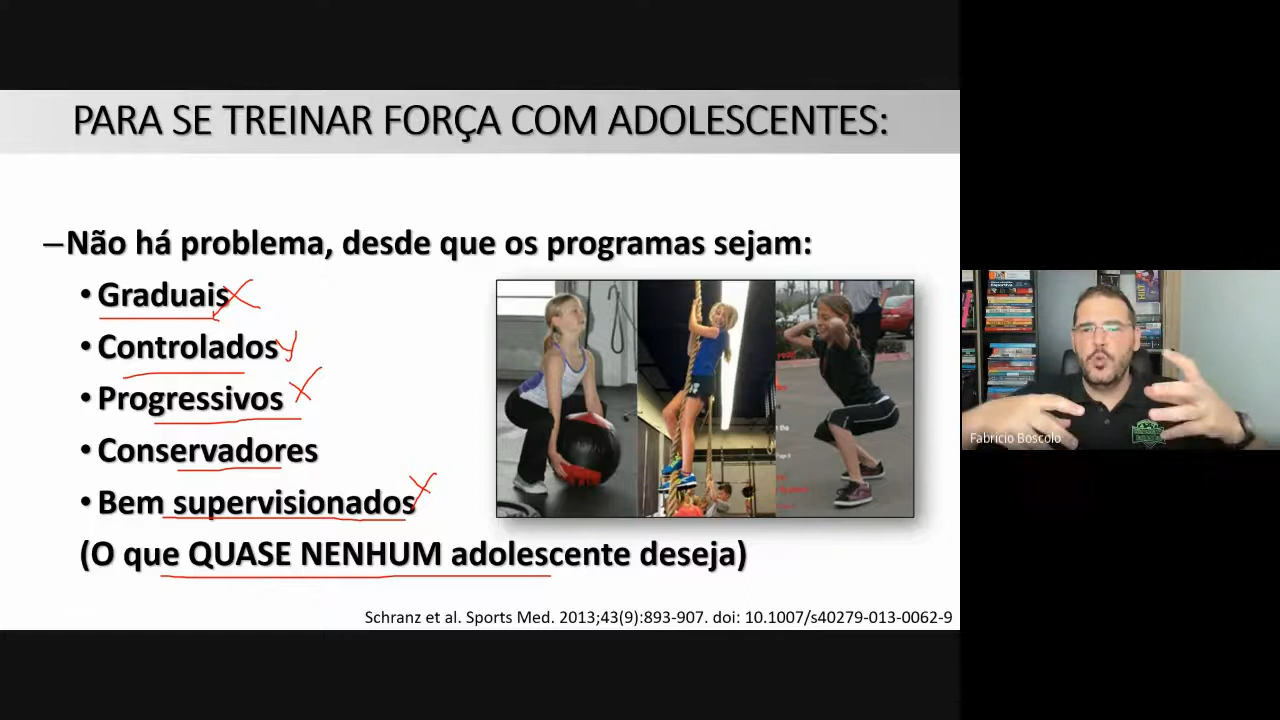 PARA SE TREINAR FORÇA COM ADOLESCENTES:
–Não há problema, desde que os programas sejam:
• Graduais
• Controlados
• Progressivos
• Conservadores
• Bem supervisionados
(O que QUASE NENHUM adolescente deseja)
Schranz et al. Sports Med. 2013;43(9):893-907. doi: 10.1007/s40279-013-0062-9
Fabrício Boscolo
HIIT